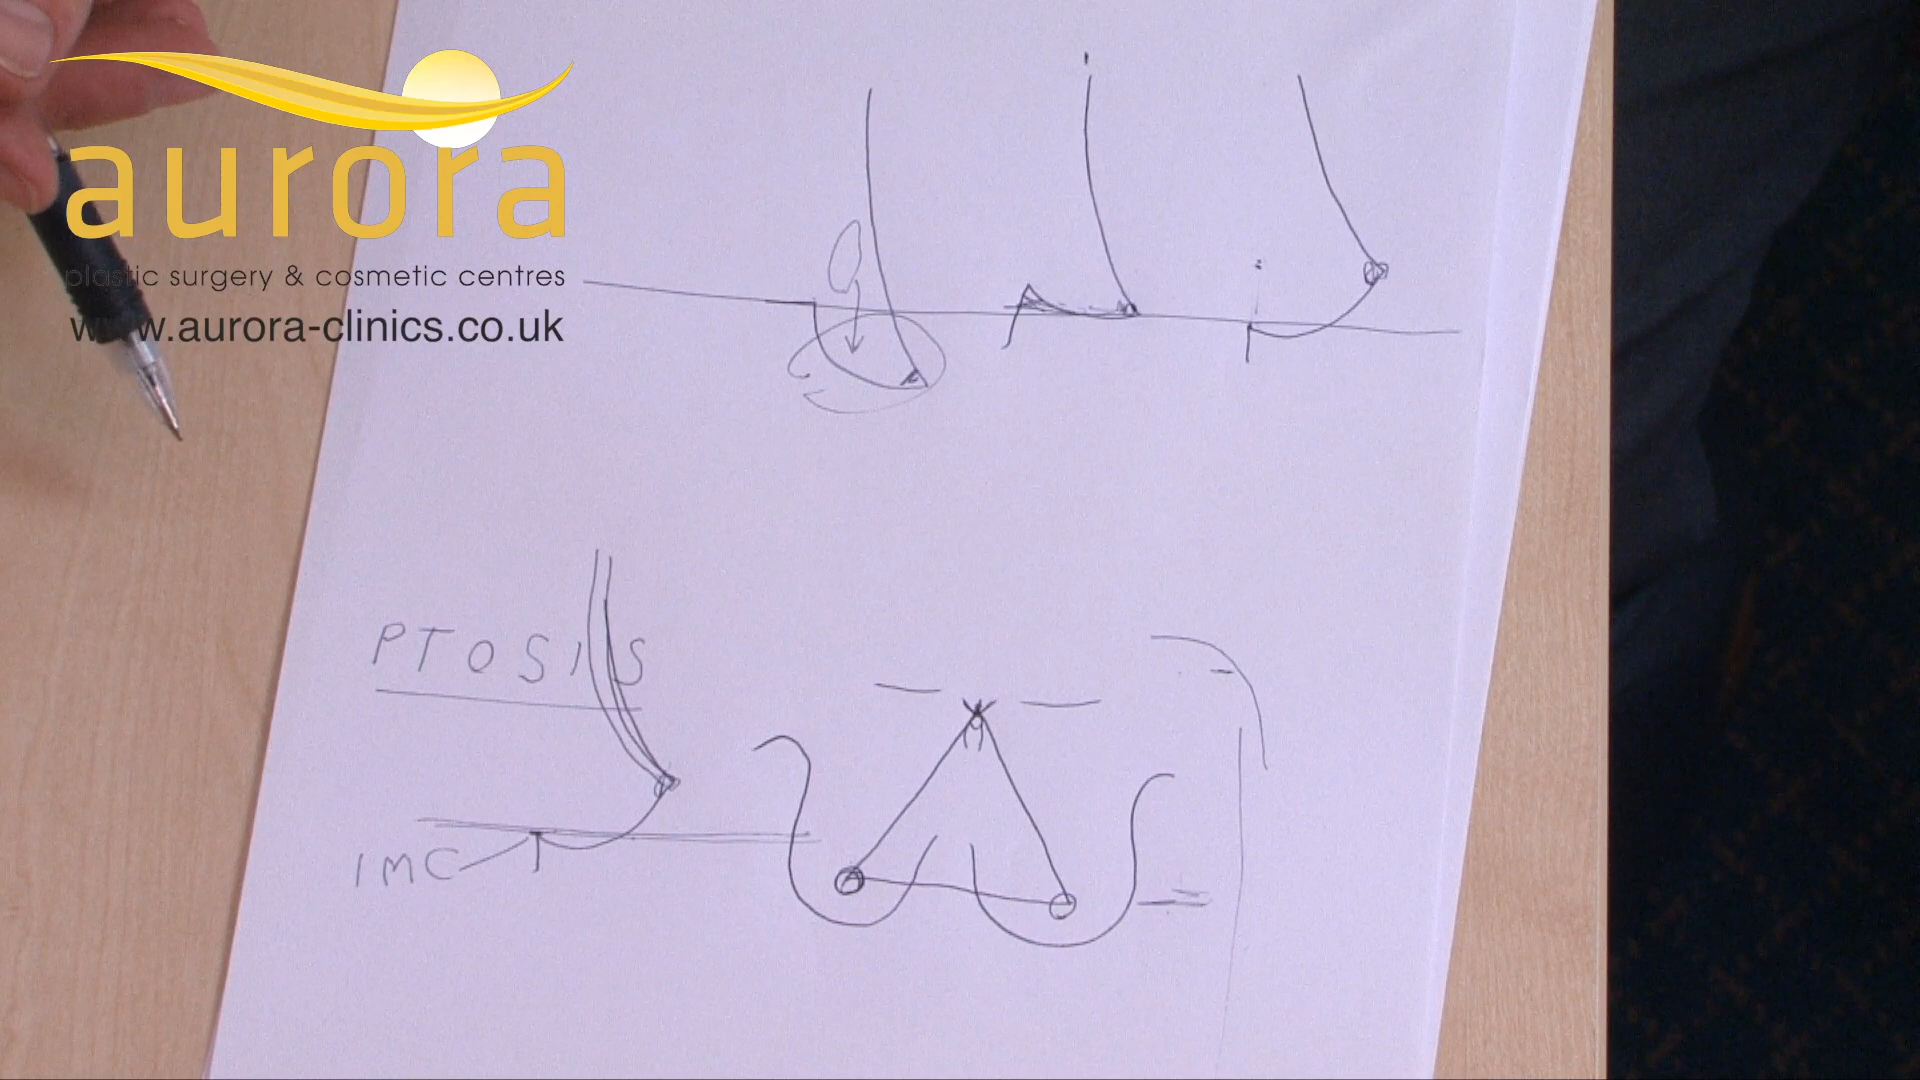 aurora
plastic surgery & cosmetic centres
www.aurora-clinics.co.uk
PTOSIS
IMC